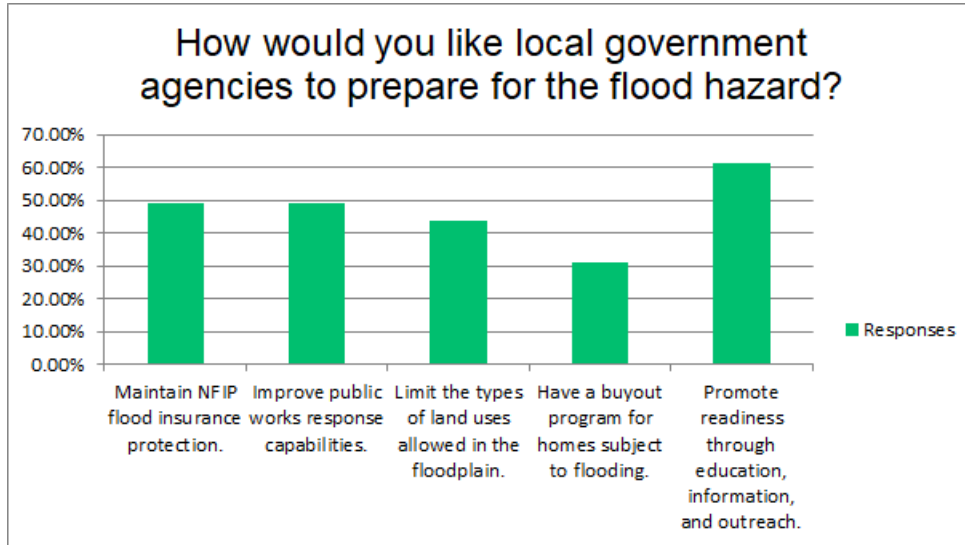 How would you like local government
agencies to prepare for the flood hazard?
70.00%
60.00%
50.00%
40.00%
30.00%
20.00%
10.00%
0.00%
Maintain NFIP
flood insurance
protection.
Improve public
works response
capabilities.
Limit the types
of land uses
allowed in the
floodplain.
Have a buyout
program for
homes subject
to flooding.
Promote
readiness
through
education,
information,
and outreach.
Responses